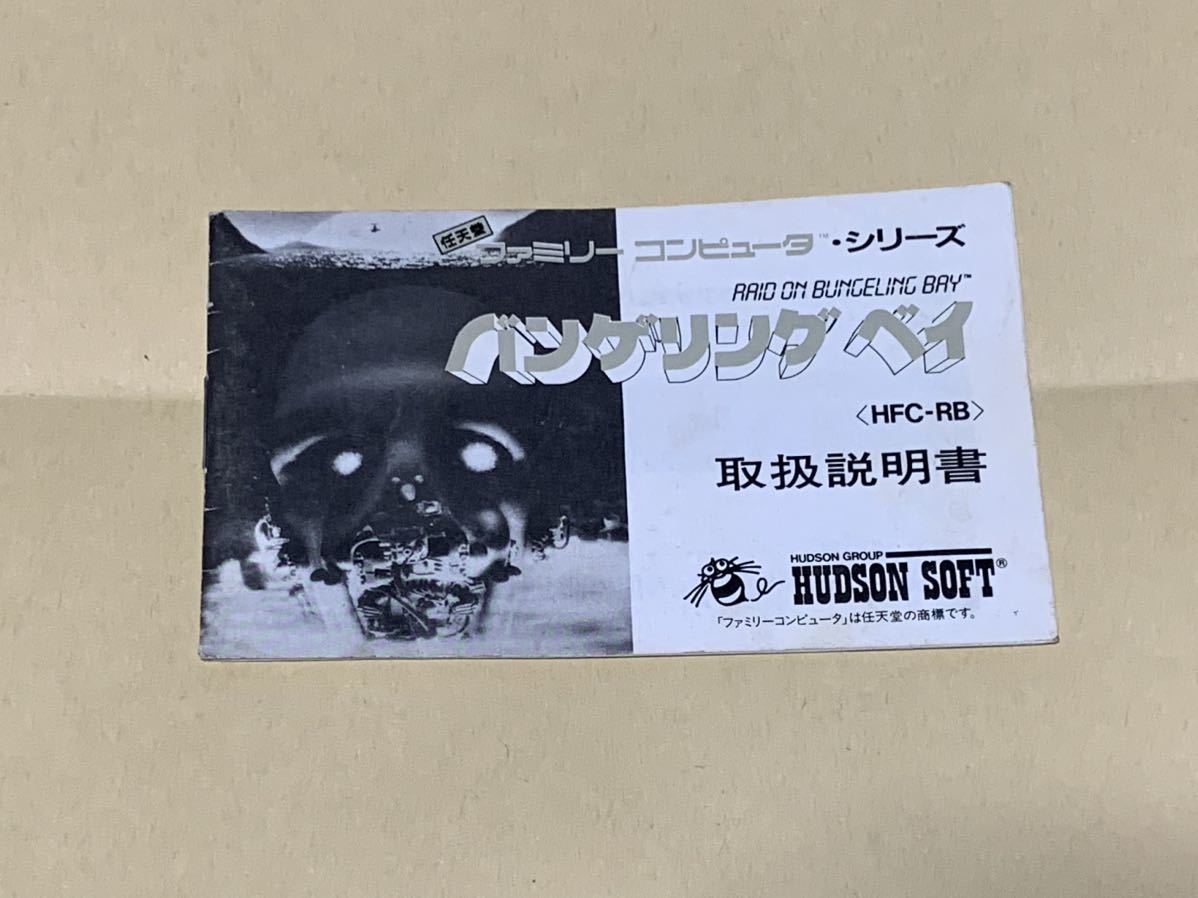 任天堂
ファミリー コンピュータ™・シリーズ
RAID ON BUNGELING BAY™
バンゲリング ベイ
〈HFC-RB〉
取扱説明書
HUDSON GROUP
HUDSON SOFT®
「ファミリーコンピュータ」は任天堂の商標です。